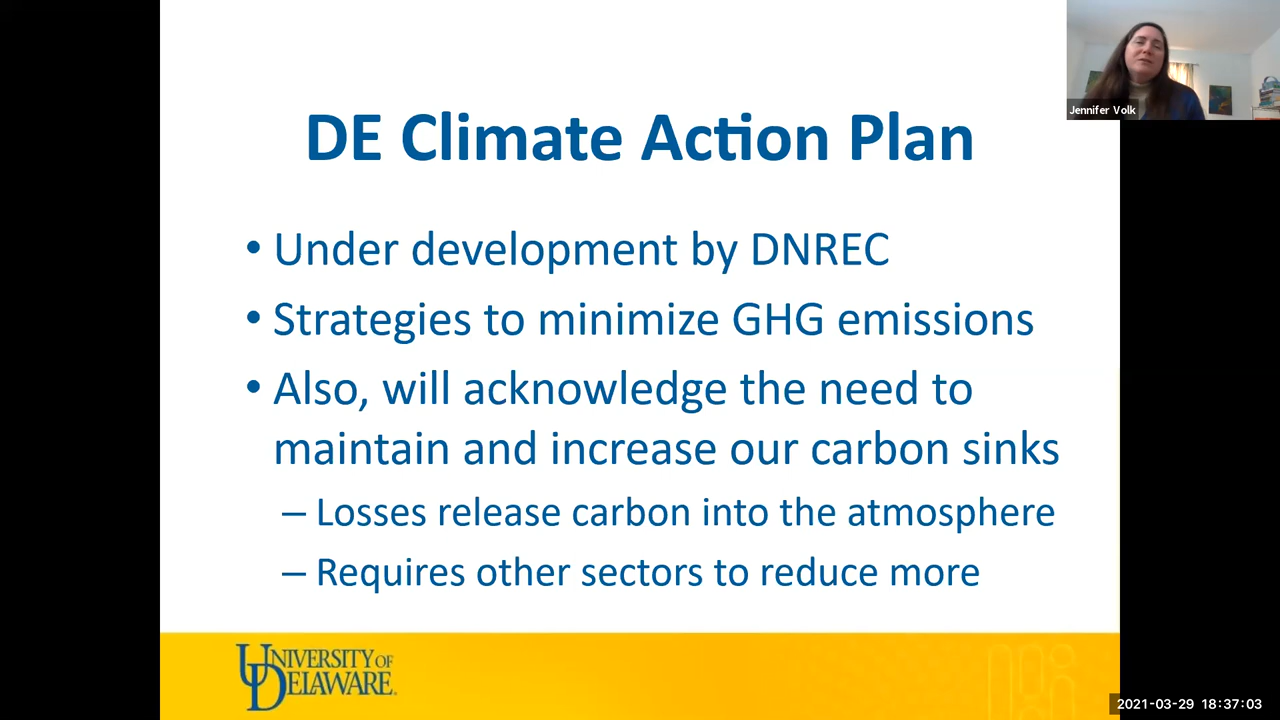 Jennifer Volk
DE Climate Action Plan
• Under development by DNREC
• Strategies to minimize GHG emissions
• Also, will acknowledge the need to
maintain and increase our carbon sinks
– Losses release carbon into the atmosphere
– Requires other sectors to reduce more
UNIVERSITY OF
DELAWARE.
2021-03-29 18:37:03